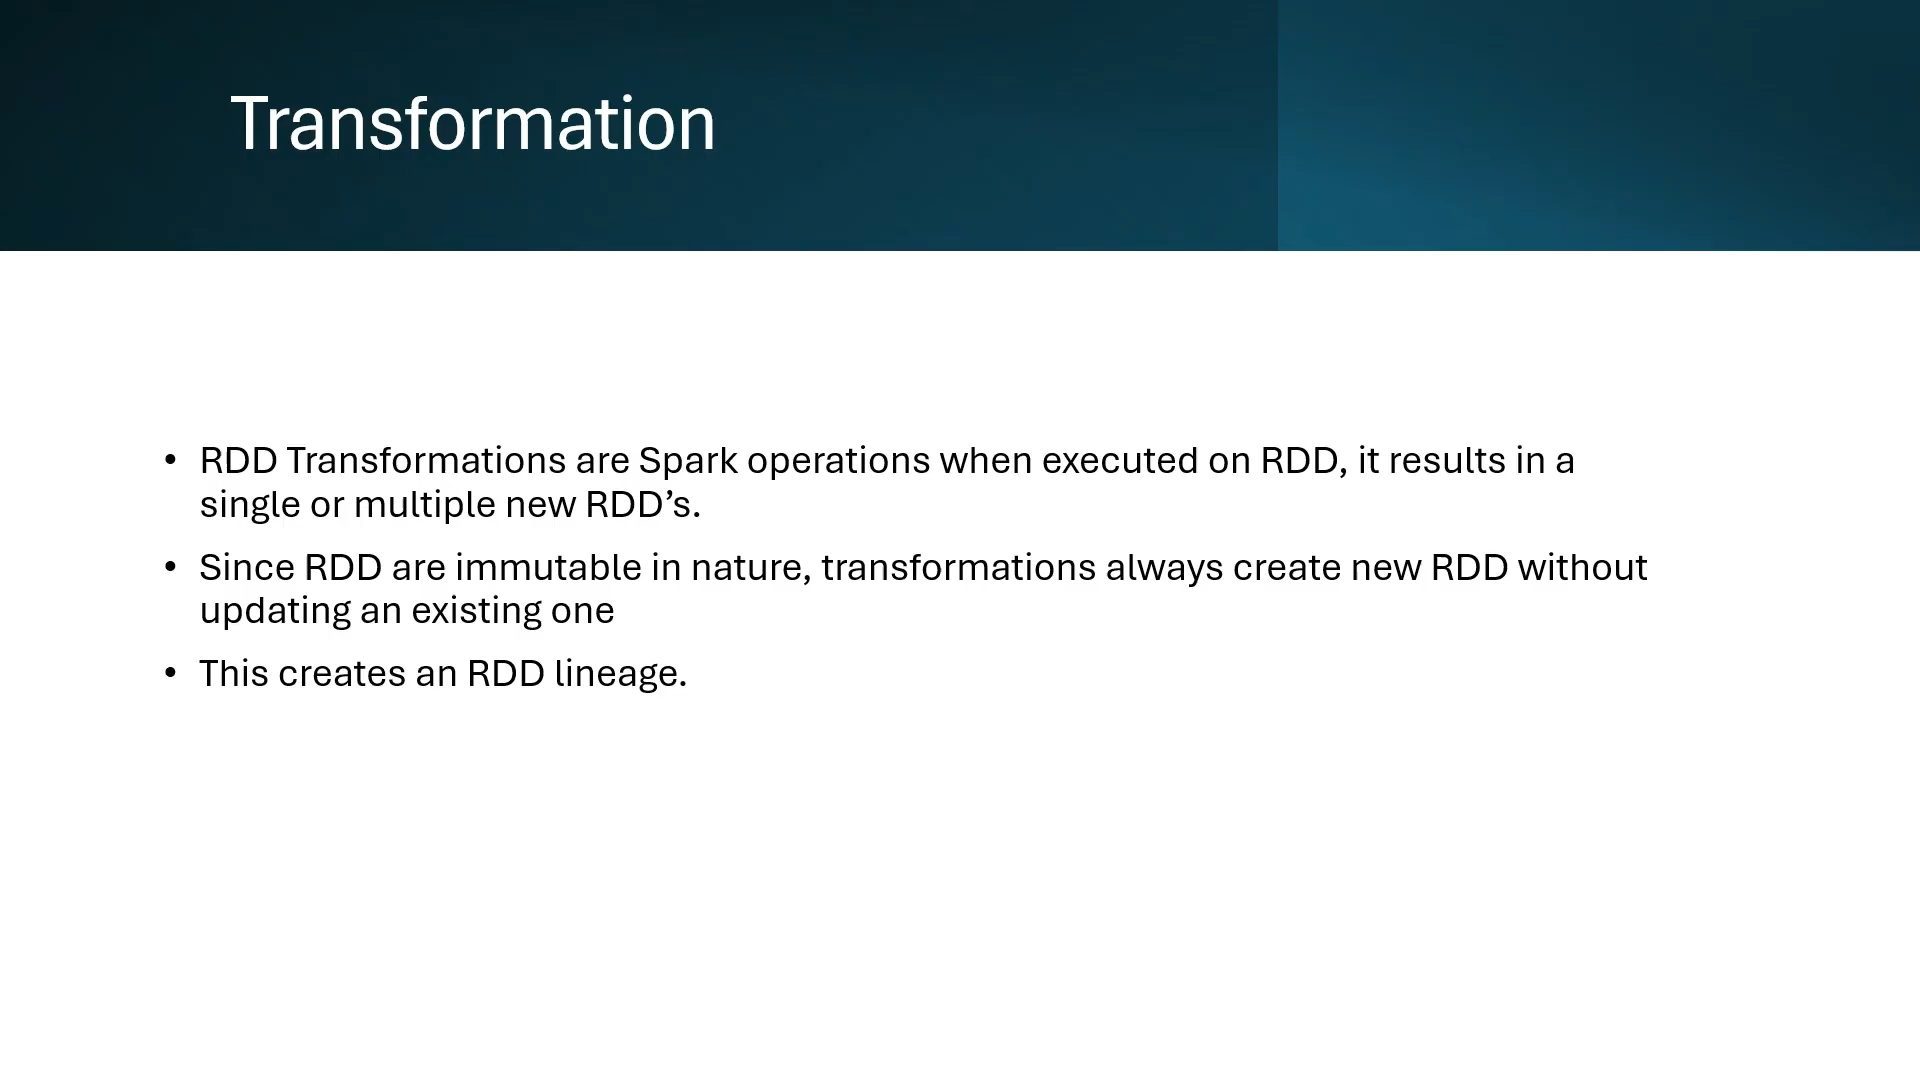 Transformation
• RDD Transformations are Spark operations when executed on RDD, it results in a
single or multiple new RDD’s.
• Since RDD are immutable in nature, transformations always create new RDD without
updating an existing one
• This creates an RDD lineage.